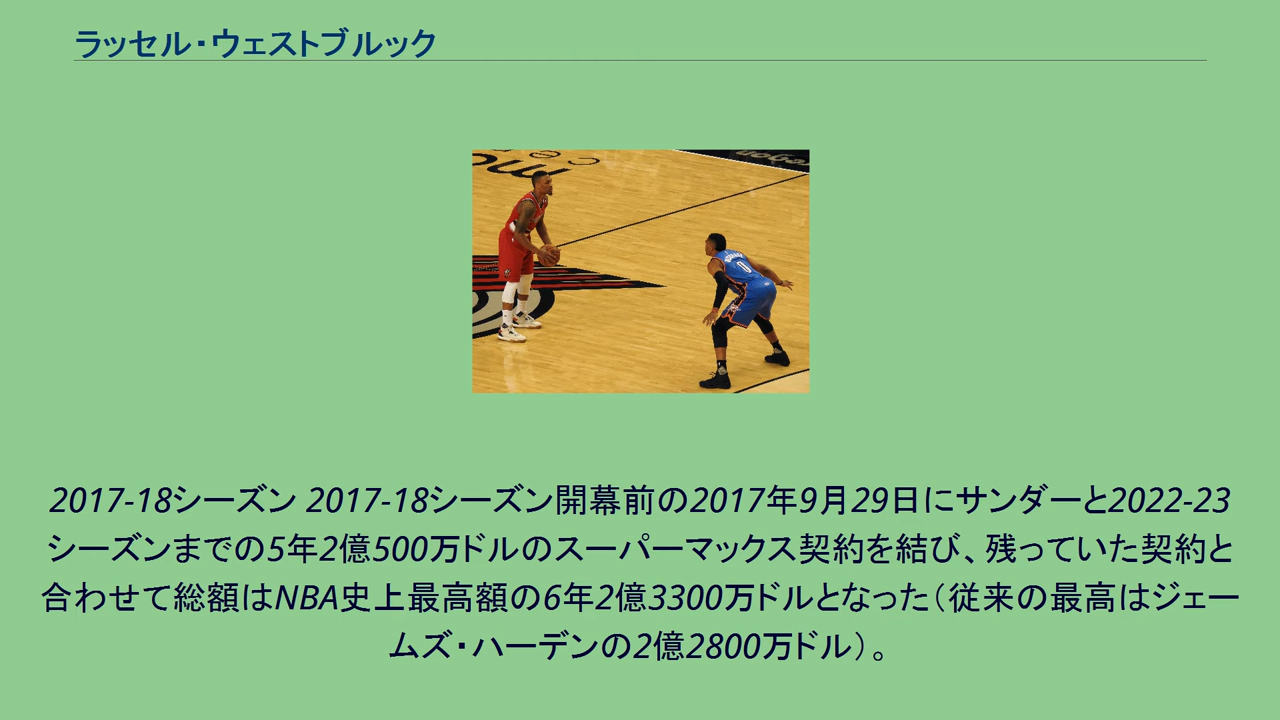 ラッセル・ウェストブルック
0
2017-18シーズン 2017-18シーズン開幕前の2017年9月29日にサンダーと2022-23
シーズンまでの5年2億500万ドルのスーパーマックス契約を結び、残っていた契約と
合わせて総額はNBA史上最高額の6年2億3300万ドルとなった（従来の最高はジェー
ムズ・ハーデンの2億2800万ドル）。